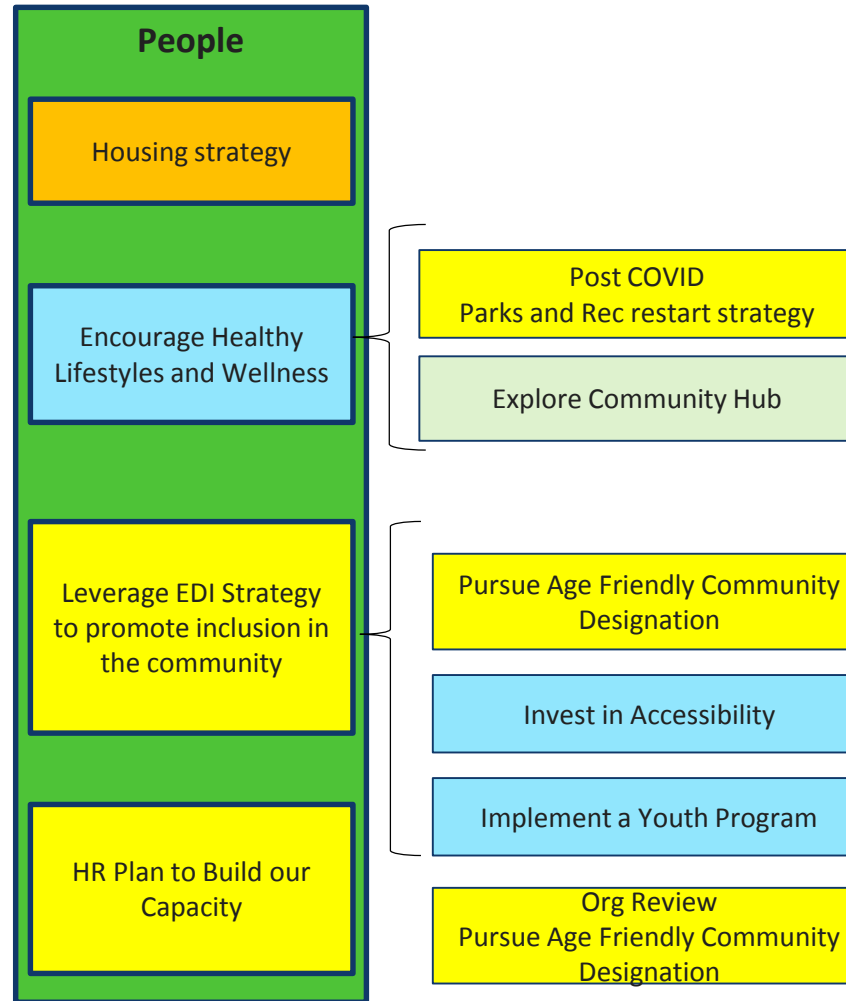 People
Housing strategy
Encourage Healthy
Lifestyles and Wellness
Post COVID
Parks and Rec restart strategy
Explore Community Hub
Leverage EDI Strategy
to promote inclusion in
the community
Pursue Age Friendly Community
Designation
Invest in Accessibility
Implement a Youth Program
HR Plan to Build our
Capacity
Org Review
Pursue Age Friendly Community
Designation